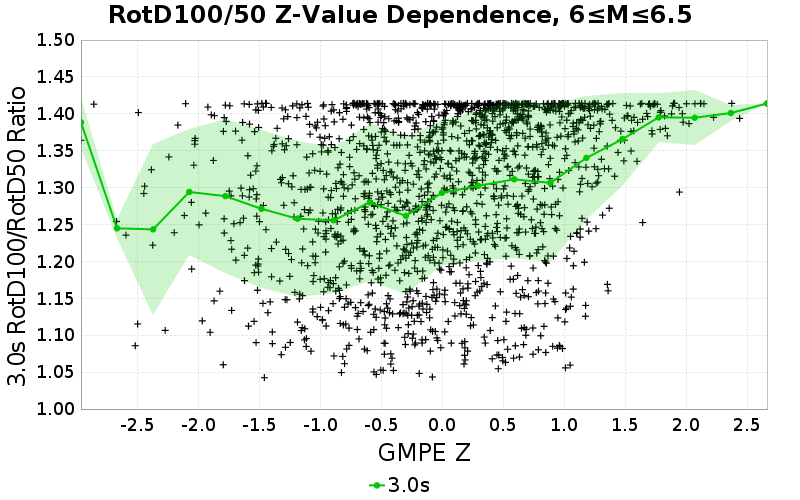 RotD100/50 Z-Value Dependence, 6≤M≤6.5
3.0s RotD100/RotD50 Ratio
1.50
1.45
1.40
1.35
1.30
1.25
1.20
1.15
1.10
1.05
1.00
-2.5 -2.0 -1.5 -1.0 -0.5 0.0 0.5 1.0 1.5 2.0 2.5
GMPE Z
3.0s